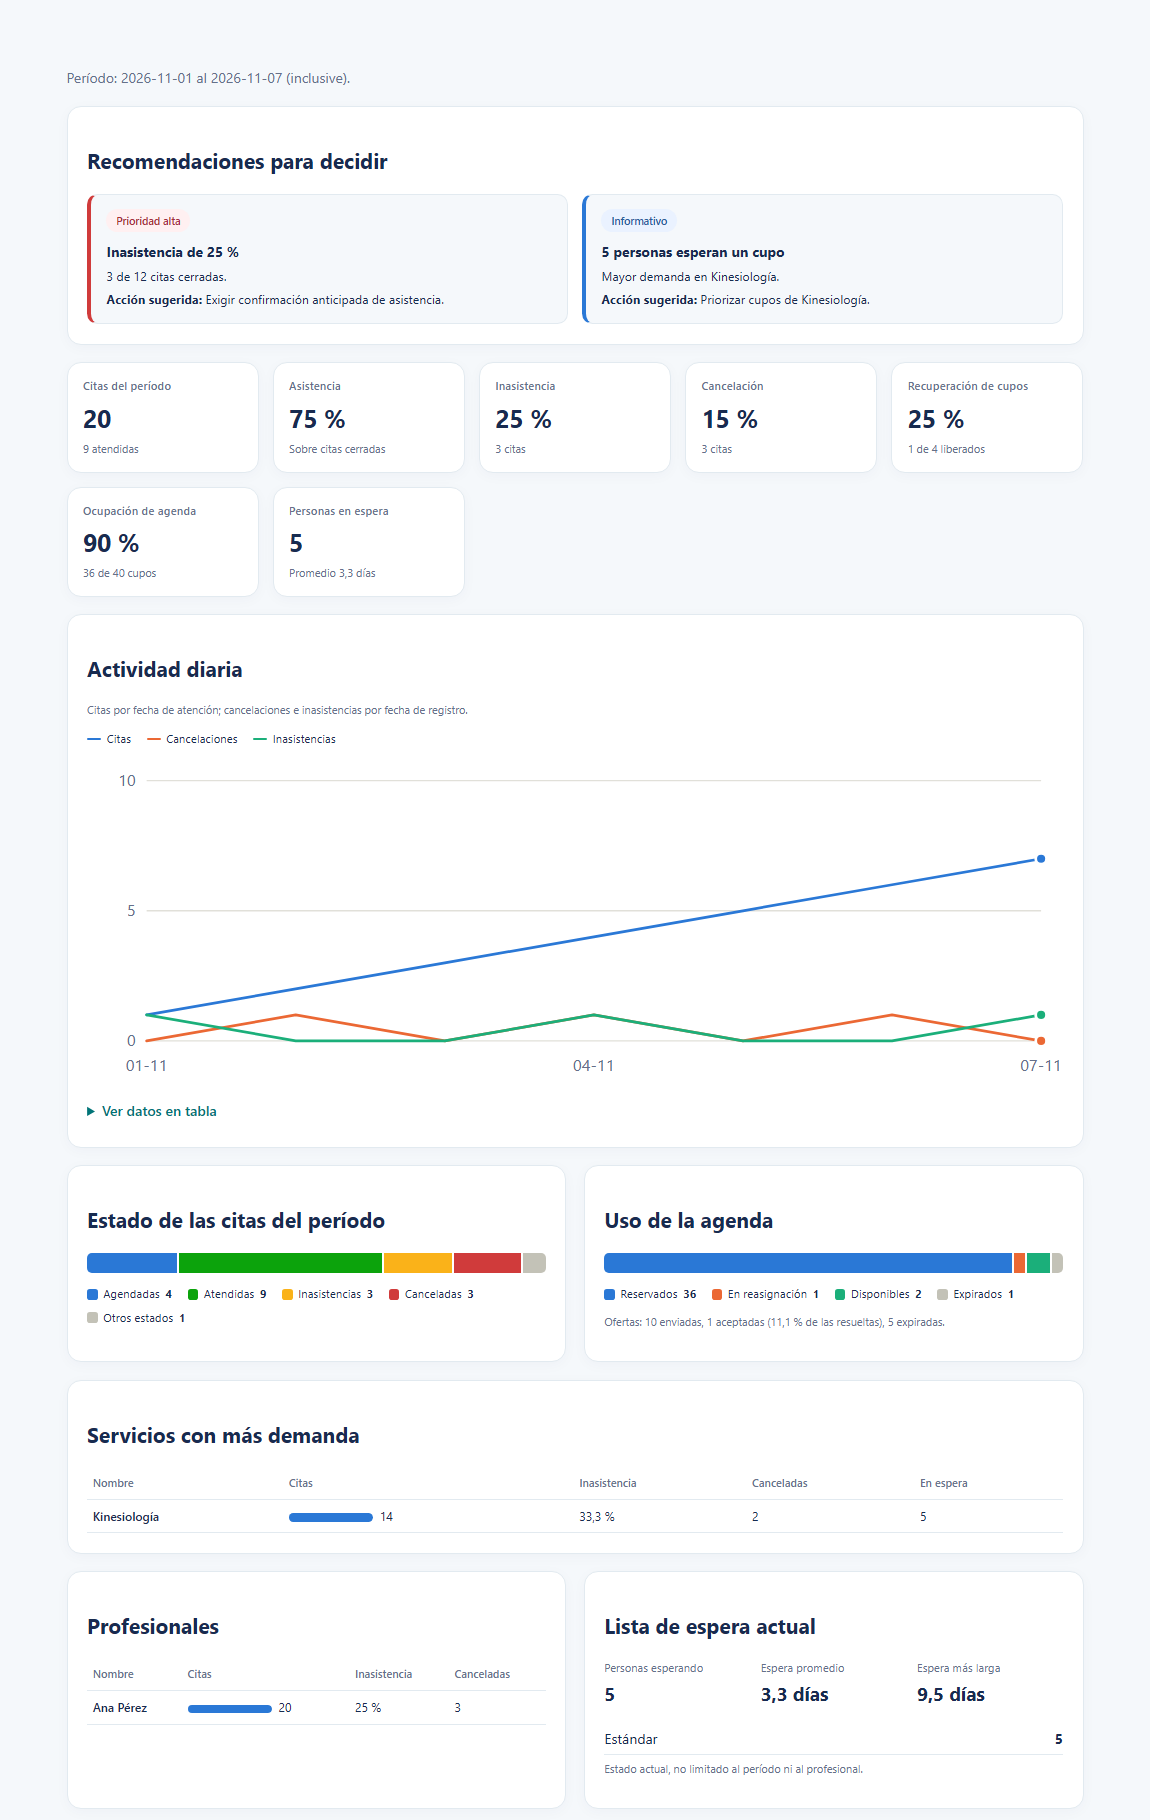 Período: 2026-11-01 al 2026-11-07 (inclusive).
Recomendaciones para decidir
Prioridad alta
Inasistencia de 25 %
3 de 12 citas cerradas.
Acción sugerida: Exigir confirmación anticipada de asistencia.
Informativo
5 personas esperan un cupo
Mayor demanda en Kinesiología.
Acción sugerida: Priorizar cupos de Kinesiología.
Citas del período
20
9 atendidas
Asistencia
75 %
Sobre citas cerradas
Inasistencia
25 %
3 citas
Cancelación
15 %
3 citas
Recuperación de cupos
25 %
1 de 4 liberados
Ocupación de agenda
90 %
36 de 40 cupos
Personas en espera
5
Promedio 3,3 días
Actividad diaria
Citas por fecha de atención; cancelaciones e inasistencias por fecha de registro.
Citas Cancelaciones Inasistencias
10
5
0
01-11 04-11 07-11
Ver datos en tabla
Estado de las citas del período
Agendadas 4 Atendidas 9 Inasistencias 3 Canceladas 3
Otros estados 1
Uso de la agenda
Reservados 36 En reasignación 1 Disponibles 2 Expirados 1
Ofertas: 10 enviadas, 1 aceptadas (11,1 % de las resueltas), 5 expiradas.
Servicios con más demanda
Nombre Citas Inasistencia Canceladas En espera
Kinesiología 14 33,3 % 2 5
Profesionales
Nombre Citas Inasistencia Canceladas
Ana Pérez 20 25 % 3
Lista de espera actual
Personas esperando Espera promedio Espera más larga
5 3,3 días 9,5 días
Estándar 5
Estado actual, no limitado al período ni al profesional.